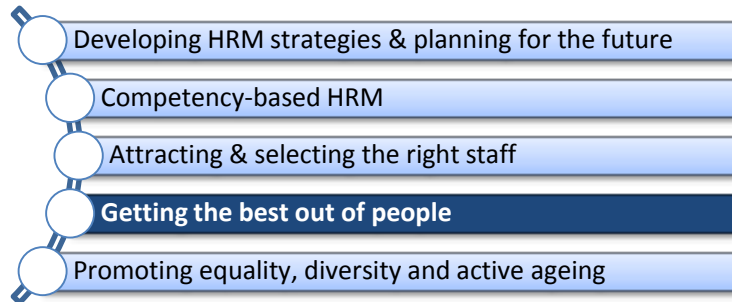 Developing HRM strategies & planning for the future
Competency-based HRM
Attracting & selecting the right staff
Getting the best out of people
Promoting equality, diversity and active ageing